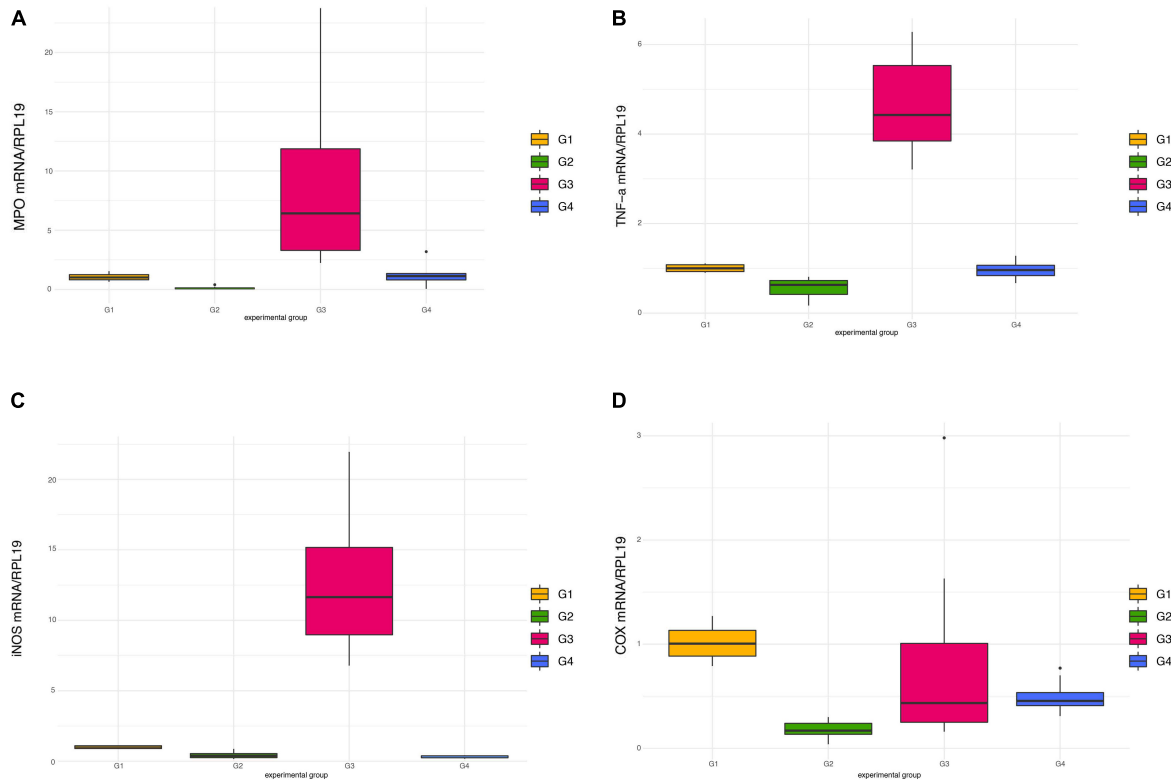 A
MPO mRNA/RPL19
20
15
10
5
0
G1
G2
G3
G4
experimental group
G1
G2
G3
G4
B
TNF-a mRNA/RPL19
6
4
2
0
G1
G2
G3
G4
experimental group
G1
G2
G3
G4
C
iNOS mRNA/RPL19
20
15
10
5
0
G1
G2
G3
G4
experimental group
G1
G2
G3
G4
D
COX mRNA/RPL19
3
2
1
0
G1
G2
G3
G4
experimental group
G1
G2
G3
G4